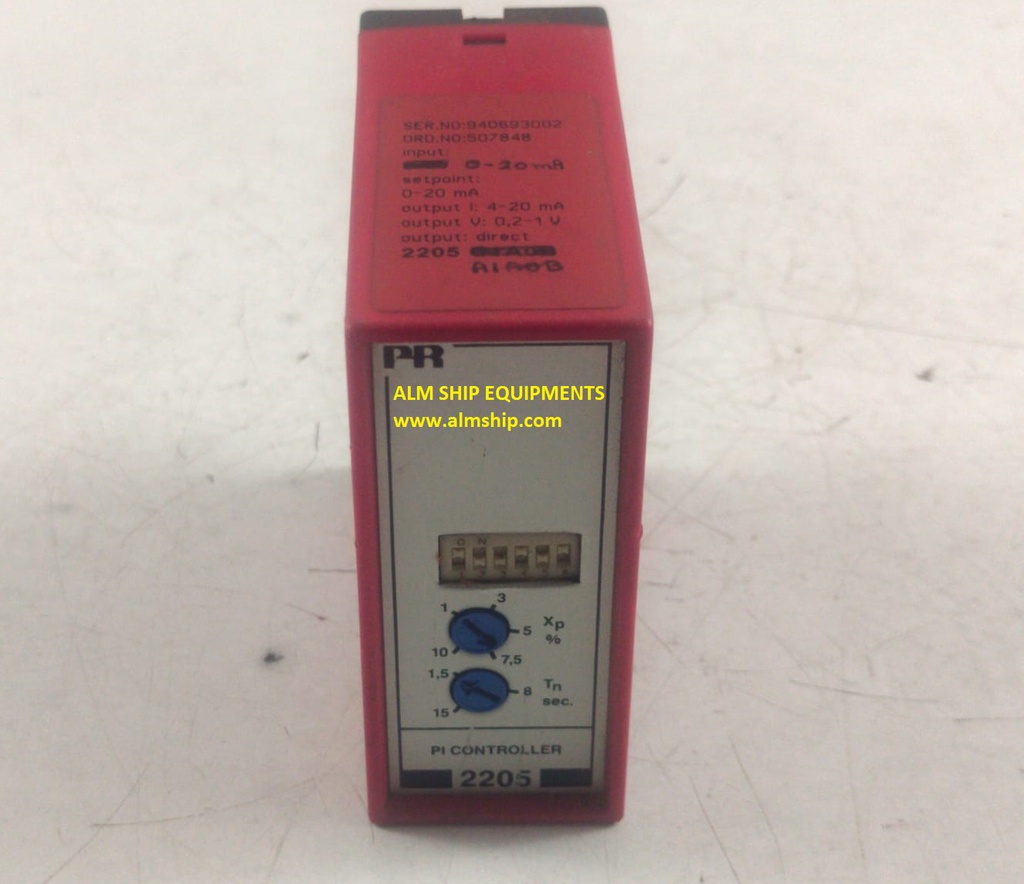 SER.NO:940693002
ORD.NO:507848
input:
0-20mA
setpoint:
0-20 mA
output I: 4-20 mA
output V: 0,2-1 V
output: direct
2205
A1A0B
PR
ALM SHIP EQUIPMENTS
www.almship.com
O N
1 3
5 Xp
%
10 7,5
1,5
8 Tn
sec.
15
PI CONTROLLER
2205